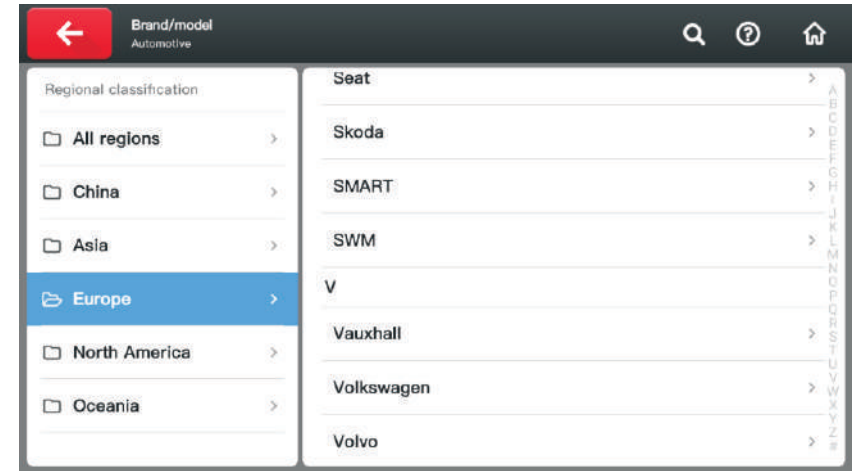 Brand/model
Automotive
Regional classification
All regions
China
Asia
Europe
North America
Oceania
Seat
Skoda
SMART
SWM
V
Vauxhall
Volkswagen
Volvo
A
B
C
D
E
F
G
H
I
J
K
L
M
N
O
P
Q
R
S
T
U
V
W
X
Y
Z
#